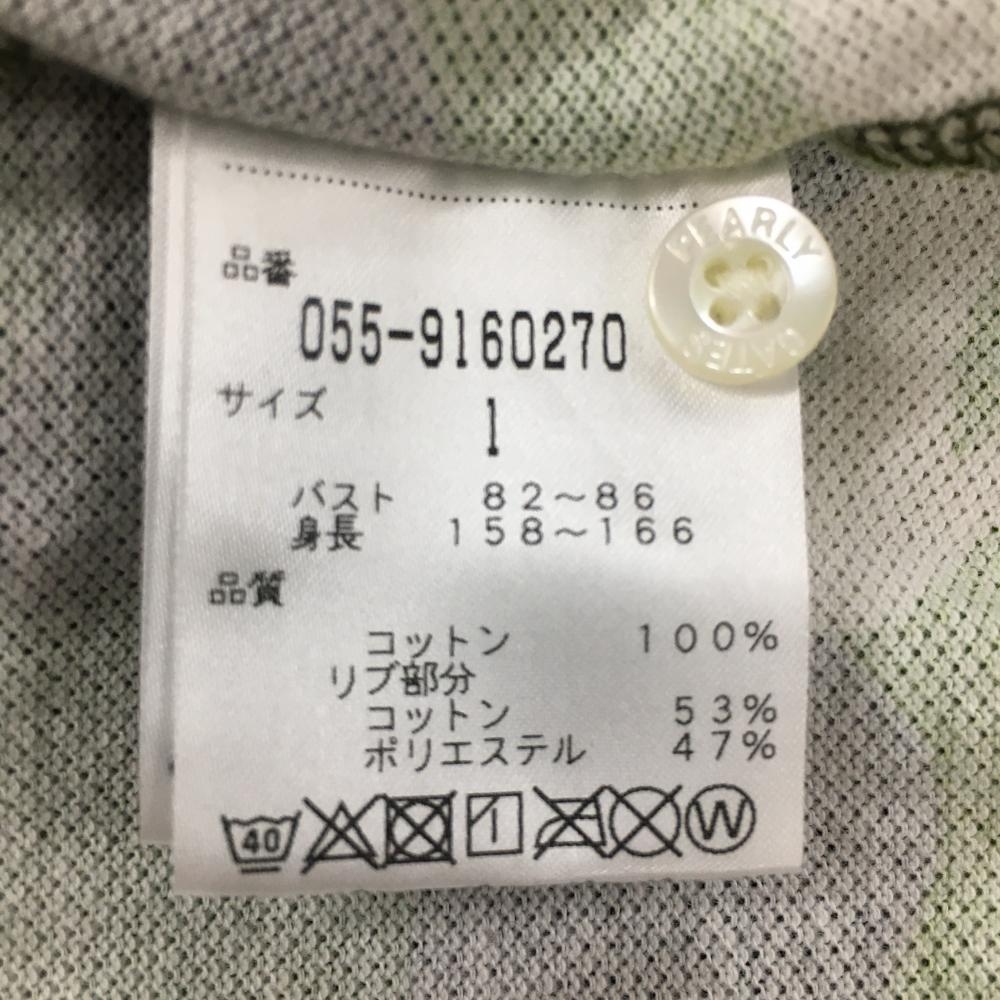 品番
055-9160270
サイズ
1
バスト 82～86
身長 158～166
品質
コットン 100%
リブ部分
コットン 53%
ポリエステル 47%
40
W
PEARLY
GATES